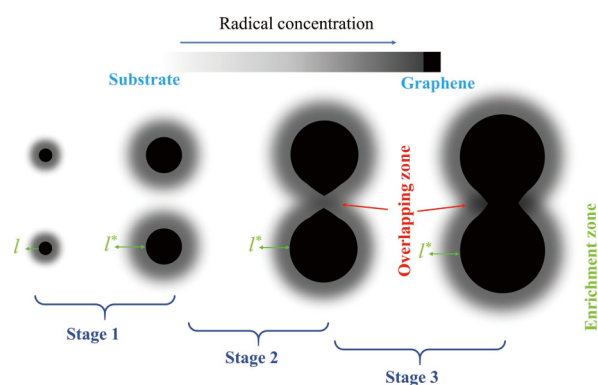 Radical concentration
Substrate
Graphene
Overlapping zone
Enrichment zone
l
l*
l*
l*
Stage 1
Stage 2
Stage 3